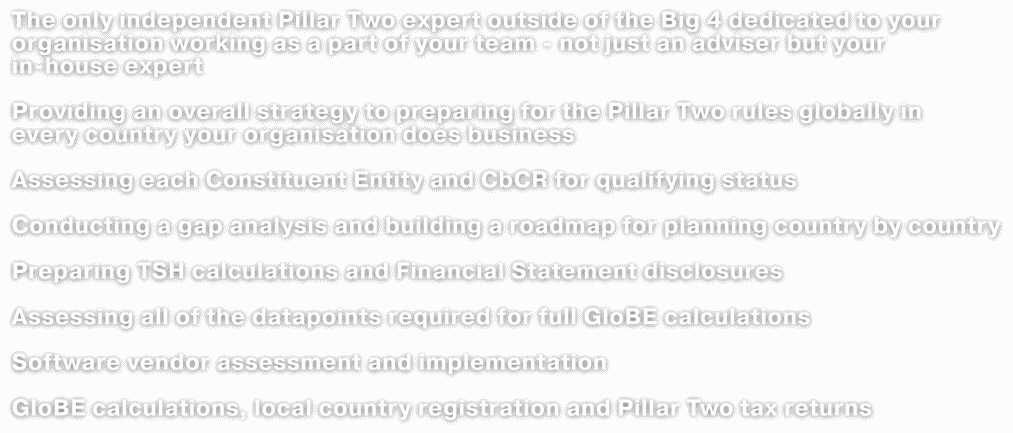 The only independent Pillar Two expert outside of the Big 4 dedicated to your
organisation working as a part of your team - not just an adviser but your
in-house expert
Providing an overall strategy to preparing for the Pillar Two rules globally in
every country your organisation does business
Assessing each Constituent Entity and CbCR for qualifying status
Conducting a gap analysis and building a roadmap for planning country by country
Preparing TSH calculations and Financial Statement disclosures
Assessing all of the datapoints required for full GloBE calculations
Software vendor assessment and implementation
GloBE calculations, local country registration and Pillar Two tax returns